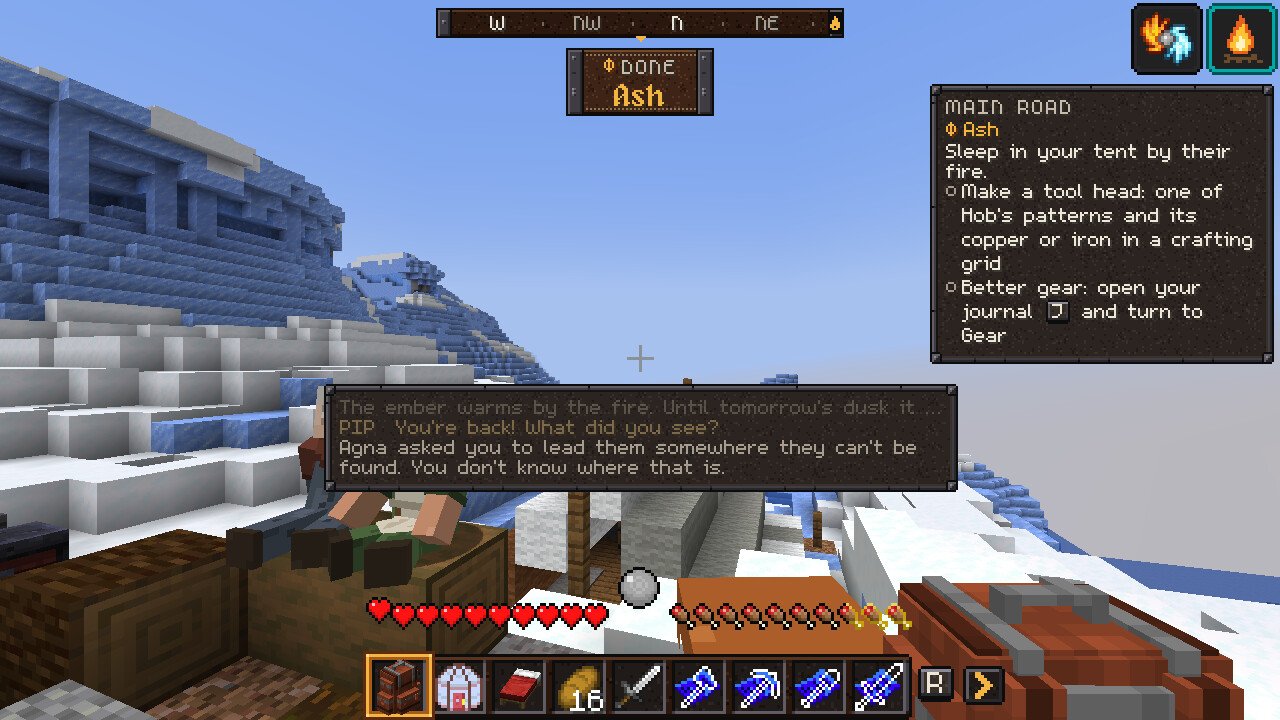 W · NW · N · NE ·
DONE
Ash
MAIN ROAD
Ash
Sleep in your tent by their
fire.
Make a tool head: one of
Hob's patterns and its
copper or iron in a crafting
grid
Better gear: open your
journal J and turn to
Gear
The ember warms by the fire. Until tomorrow's dusk it ...
PIP You're back! What did you see?
Agna asked you to lead them somewhere they can't be
found. You don't know where that is.
16
R